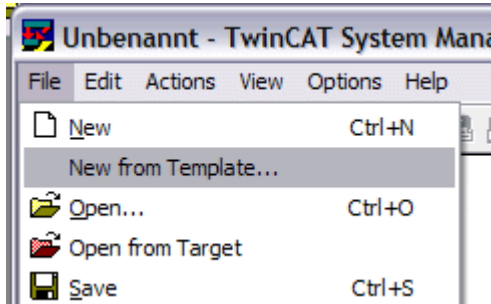 Unbenannt - TwinCAT System Mana
File Edit Actions View Options Help
New Ctrl+N
New from Template...
Open... Ctrl+O
Open from Target
Save Ctrl+S